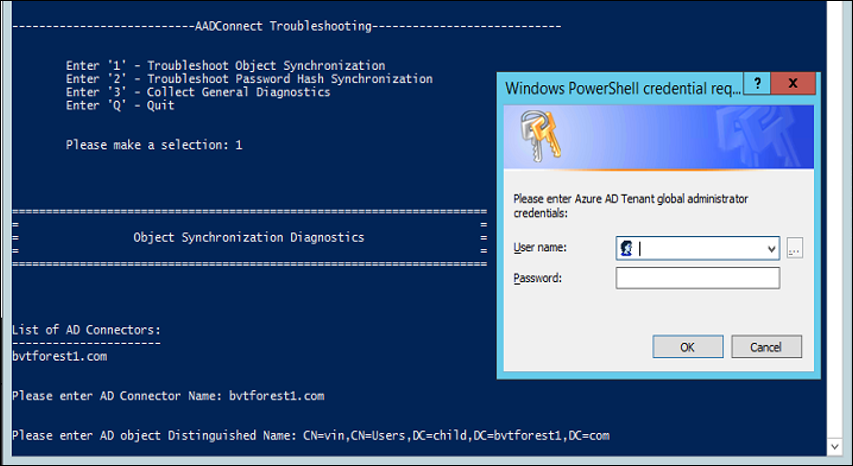 ---------------------------AADConnect Troubleshooting----------------------------
Enter '1' - Troubleshoot Object Synchronization
Enter '2' - Troubleshoot Password Hash Synchronization
Enter '3' - Collect General Diagnostics
Enter 'Q' - Quit
Please make a selection: 1
======================================================================
= =
= Object Synchronization Diagnostics =
= =
======================================================================
List of AD Connectors:
----------------------
bvtforest1.com
Please enter AD Connector Name: bvtforest1.com
Please enter AD object Distinguished Name: CN=vin,CN=Users,DC=child,DC=bvtforest1,DC=com
Windows PowerShell credential req...
? X
Please enter Azure AD Tenant global administrator
credentials:
User name:
...
Password:
OK Cancel